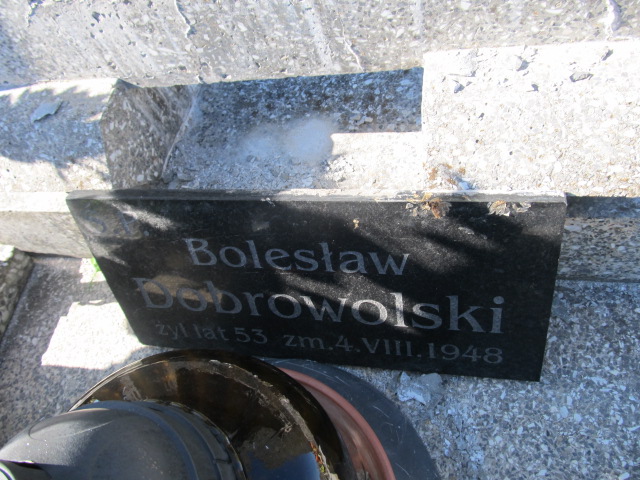 Ś.P.
Bolesław
Dobrowolski
żył lat 53 zm. 4. VIII. 1948